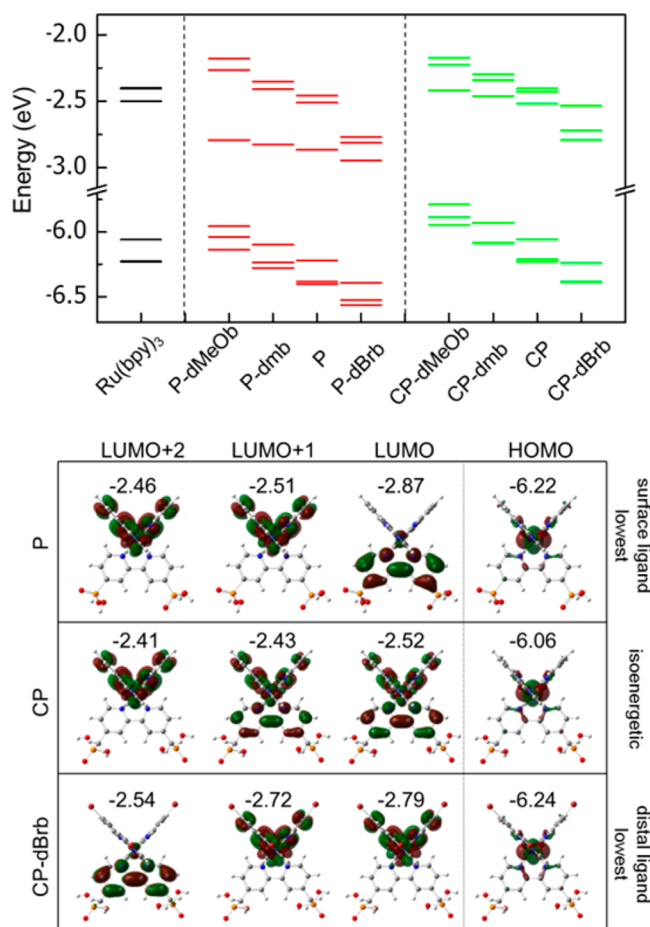 Energy (eV)
-2.0
-2.5
-3.0
-6.0
-6.5
Ru(bpy)₃
P-dMeOb
P-dmb
P
P-dBrb
CP-dMeOb
CP-dmb
CP
CP-dBrb
LUMO+2 LUMO+1 LUMO HOMO
P
-2.46 -2.51 -2.87 -6.22
surface ligand
lowest
CP
-2.41 -2.43 -2.52 -6.06
isoenergetic
CP-dBrb
-2.54 -2.72 -2.79 -6.24
distal ligand
lowest